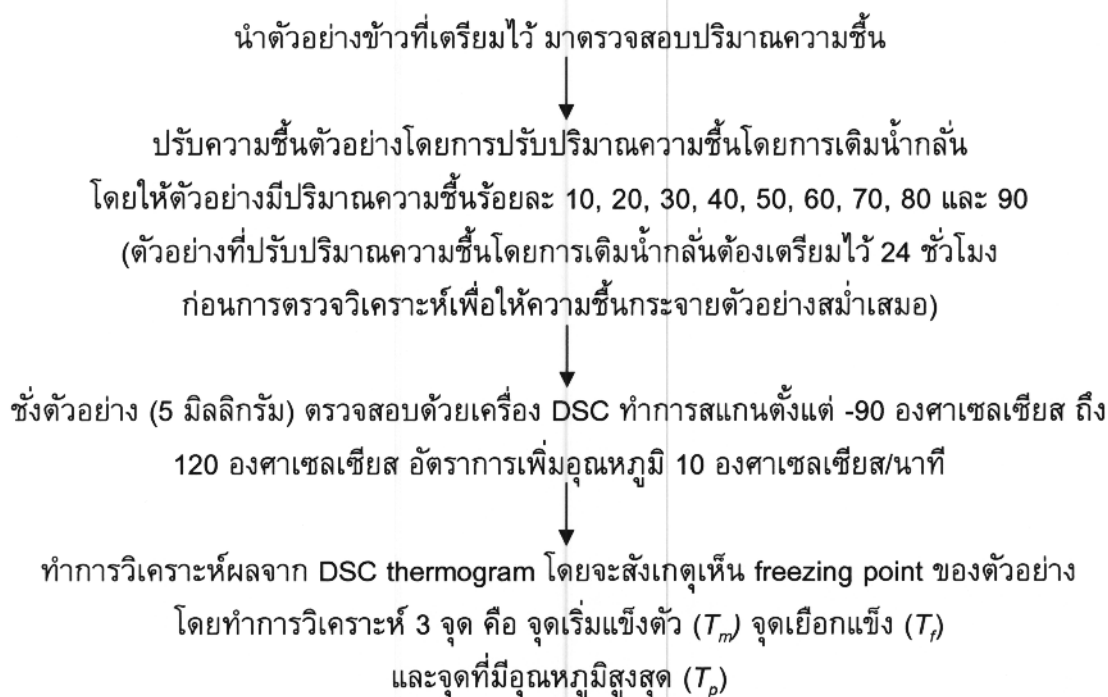 นำตัวอย่างข้าวที่เตรียมไว้ มาตรวจสอบปริมาณความชื้น
ปรับความชื้นตัวอย่างโดยการปรับปริมาณความชื้นโดยการเติมน้ำกลั่น
โดยให้ตัวอย่างมีปริมาณความชื้นร้อยละ 10, 20, 30, 40, 50, 60, 70, 80 และ 90
(ตัวอย่างที่ปรับปริมาณความชื้นโดยการเติมน้ำกลั่นต้องเตรียมไว้ 24 ชั่วโมง
ก่อนการตรวจวิเคราะห์เพื่อให้ความชื้นกระจายตัวอย่างสม่ำเสมอ)
ชั่งตัวอย่าง (5 มิลลิกรัม) ตรวจสอบด้วยเครื่อง DSC ทำการสแกนตั้งแต่ -90 องศาเซลเซียส ถึง
120 องศาเซลเซียส อัตราการเพิ่มอุณหภูมิ 10 องศาเซลเซียส/นาที
ทำการวิเคราะห์ผลจาก DSC thermogram โดยจะสังเกตุเห็น freezing point ของตัวอย่าง
โดยทำการวิเคราะห์ 3 จุด คือ จุดเริ่มแข็งตัว (Tm) จุดเยือกแข็ง (Tf)
และจุดที่มีอุณหภูมิสูงสุด (Tp)